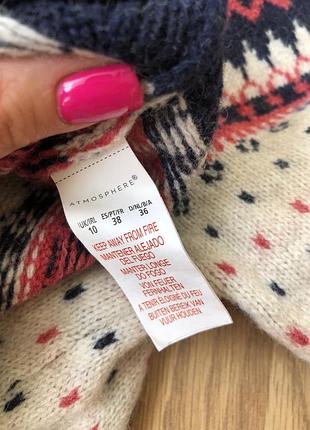 ATMOSPHERE®
UK/IRL ES/PT/FR D/NL/B/A
10 38 36
KEEP AWAY FROM FIRE
MANTENER ALEJADO
DEL FUEGO
MANTER LONGE
DO FOGO
VON FEUER
FERNHALTEN
A TENIR ÉLOIGNE DU FEU
BUITEN BEREIK VAN
VUUR HOUDEN